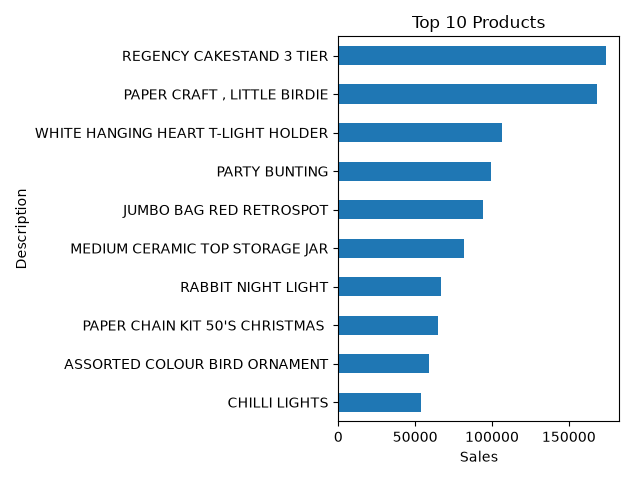 Top 10 Products
REGENCY CAKESTAND 3 TIER
PAPER CRAFT , LITTLE BIRDIE
WHITE HANGING HEART T-LIGHT HOLDER
PARTY BUNTING
JUMBO BAG RED RETROSPOT
MEDIUM CERAMIC TOP STORAGE JAR
RABBIT NIGHT LIGHT
PAPER CHAIN KIT 50'S CHRISTMAS
ASSORTED COLOUR BIRD ORNAMENT
CHILLI LIGHTS
Description
0 50000 100000 150000
Sales